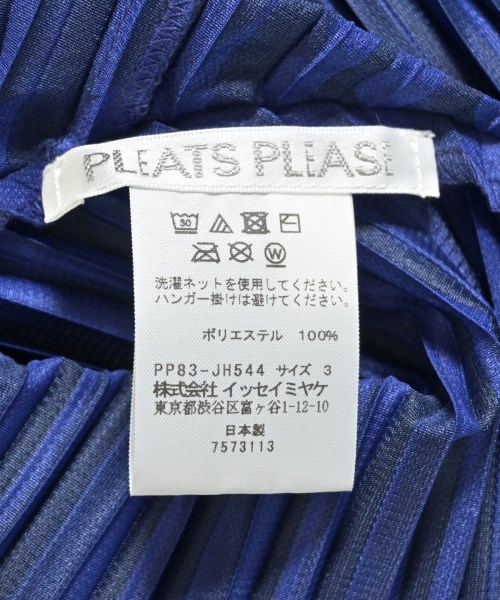 PLEATS PLEASE
30
W
洗濯ネットを使用してください。
ハンガー掛けは避けてください。
ポリエステル 100%
PP83-JH544 サイズ 3
株式会社 イッセイミヤケ
東京都渋谷区富ヶ谷1-12-10
日本製
7573113